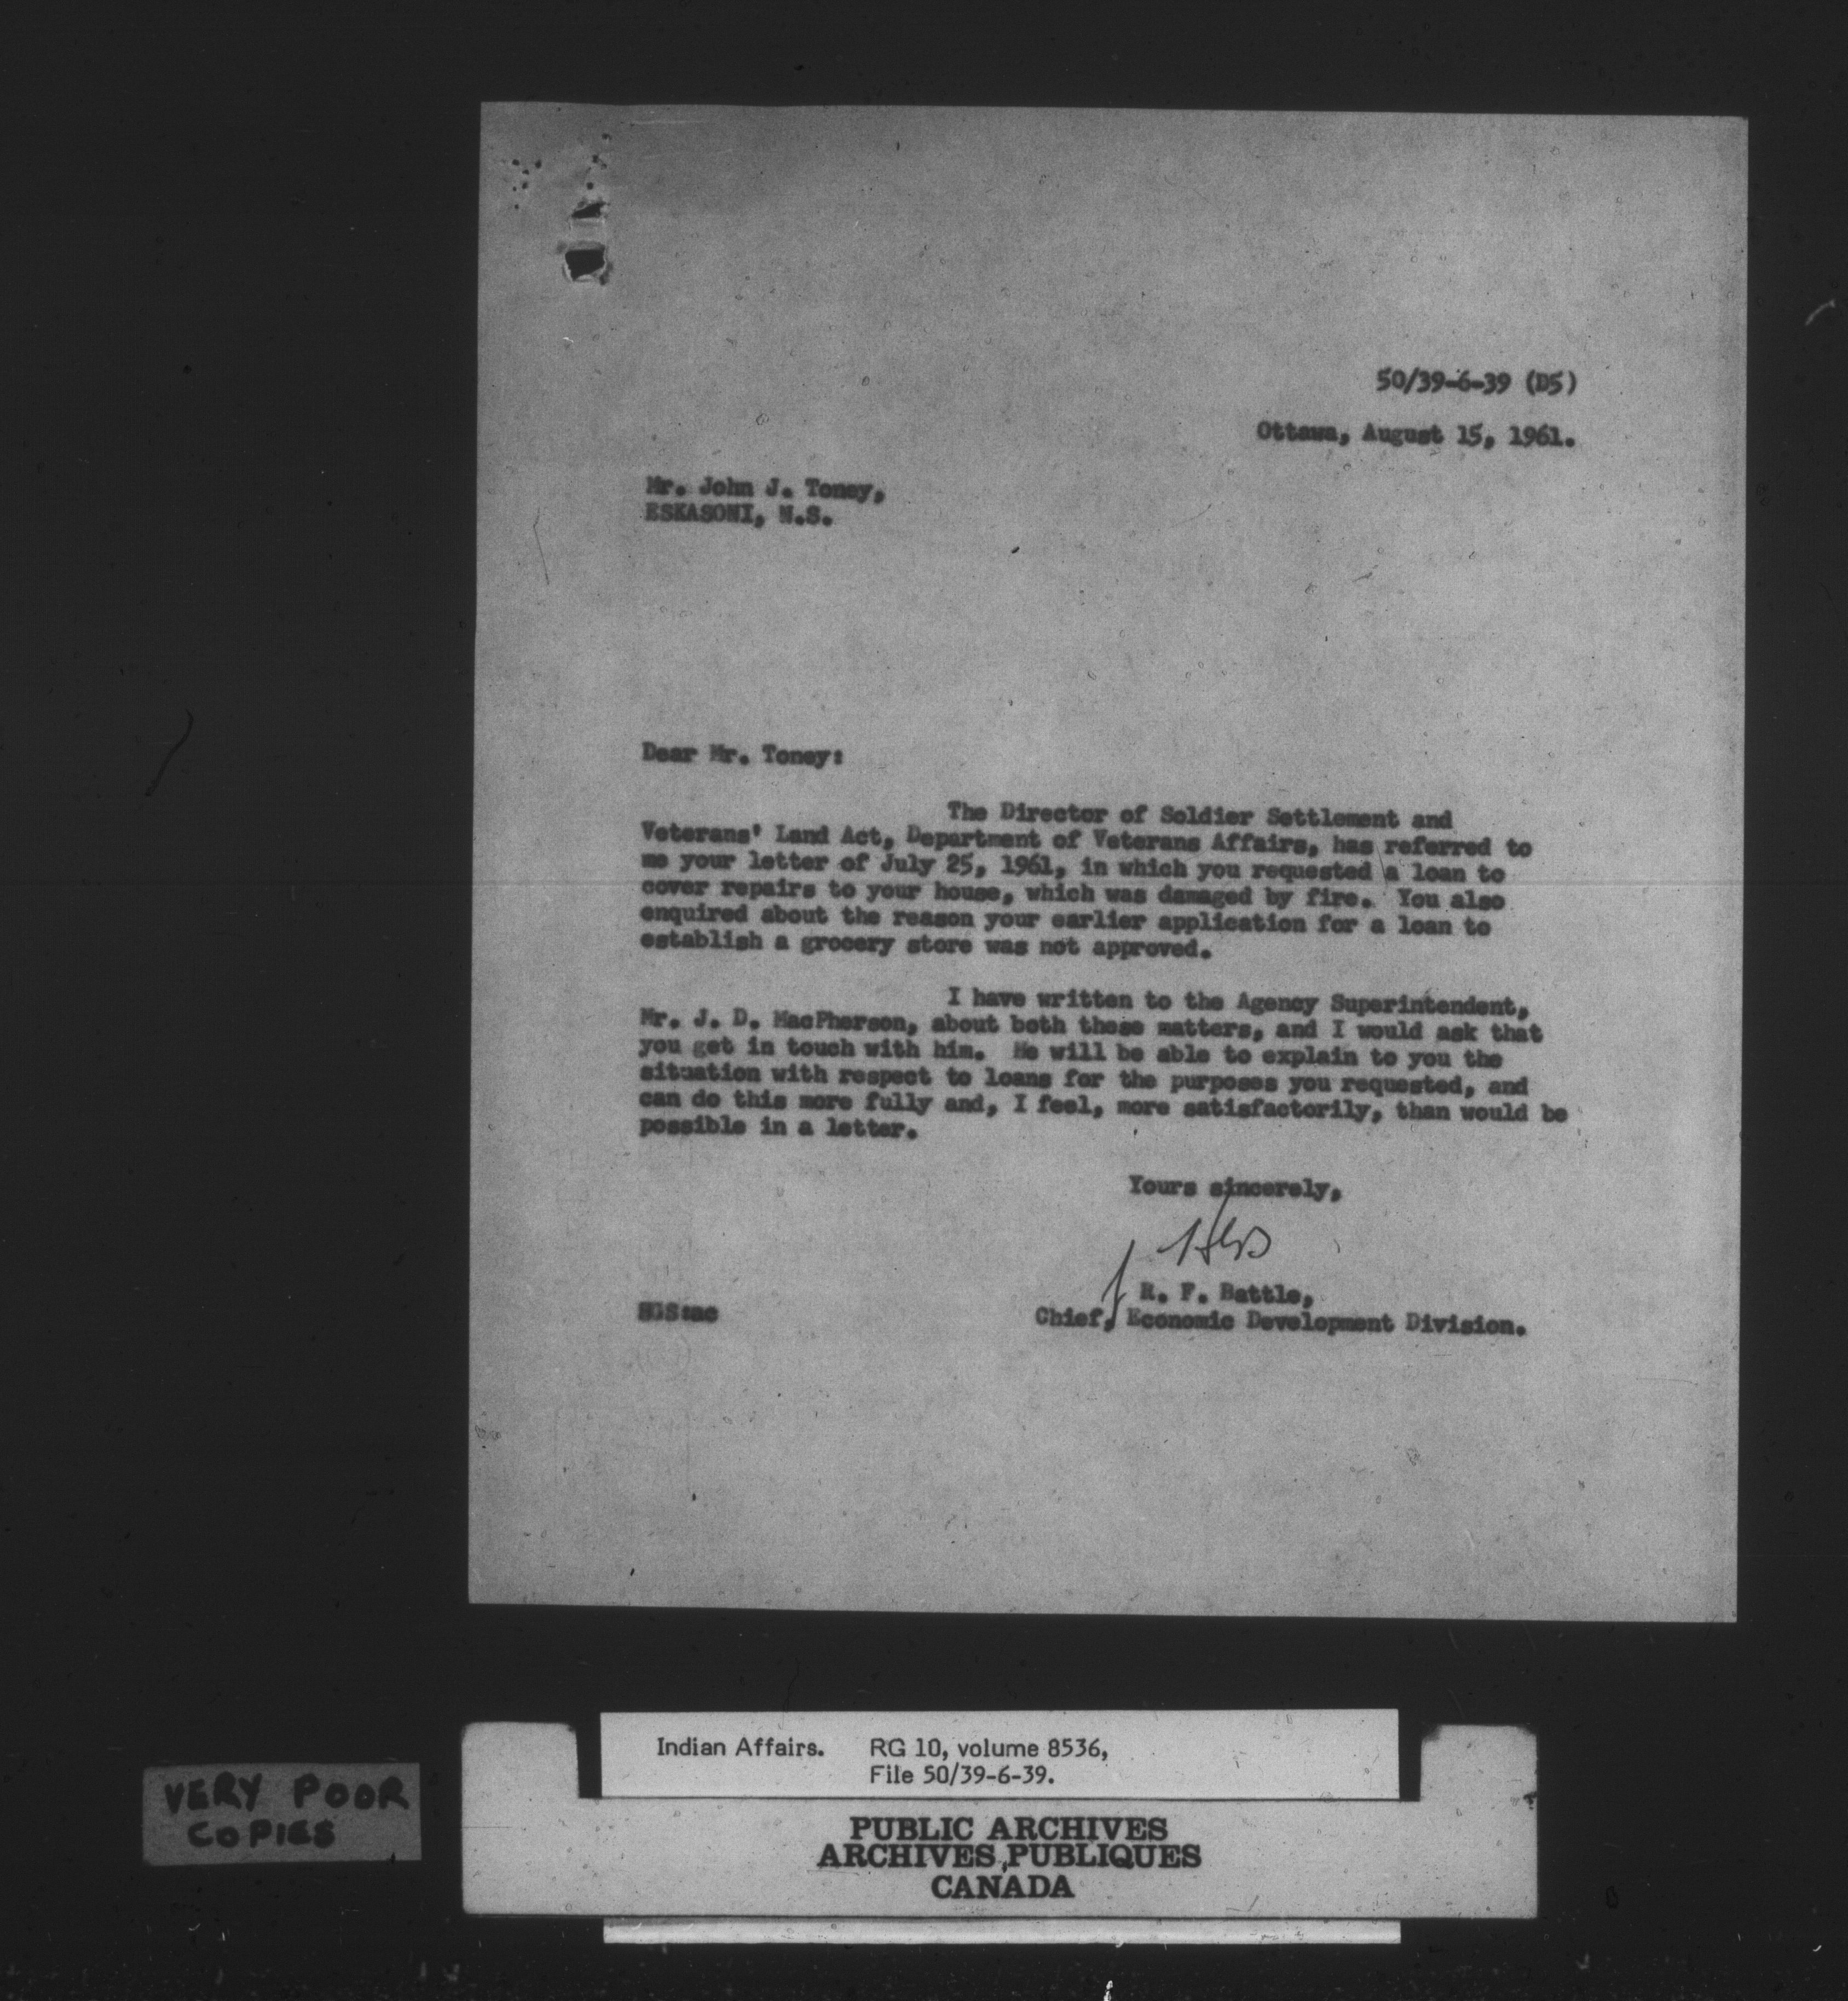 50/39-6-39 (D5)
Ottawa, August 15, 1961.
Mr. John J. Toney,
ESKASONI, N.S.
Dear Mr. Toney:
The Director of Soldier Settlement and
Veterans' Land Act, Department of Veterans Affairs, has referred to
me your letter of July 25, 1961, in which you requested a loan to
cover repairs to your house, which was damaged by fire. You also
enquired about the reason your earlier application for a loan to
establish a grocery store was not approved.
I have written to the Agency Superintendent,
Mr. J. D. MacPherson, about both these matters, and I would ask that
you get in touch with him. He will be able to explain to you the
situation with respect to loans for the purposes you requested, and
can do this more fully and, I feel, more satisfactorily, than would be
possible in a letter.
Yours sincerely,
R. F. Battle,
Chief, Economic Development Division.
Indian Affairs. RG 10, volume 8536,
File 50/39-6-39.
VERY POOR
COPIES
PUBLIC ARCHIVES
ARCHIVES PUBLIQUES
CANADA